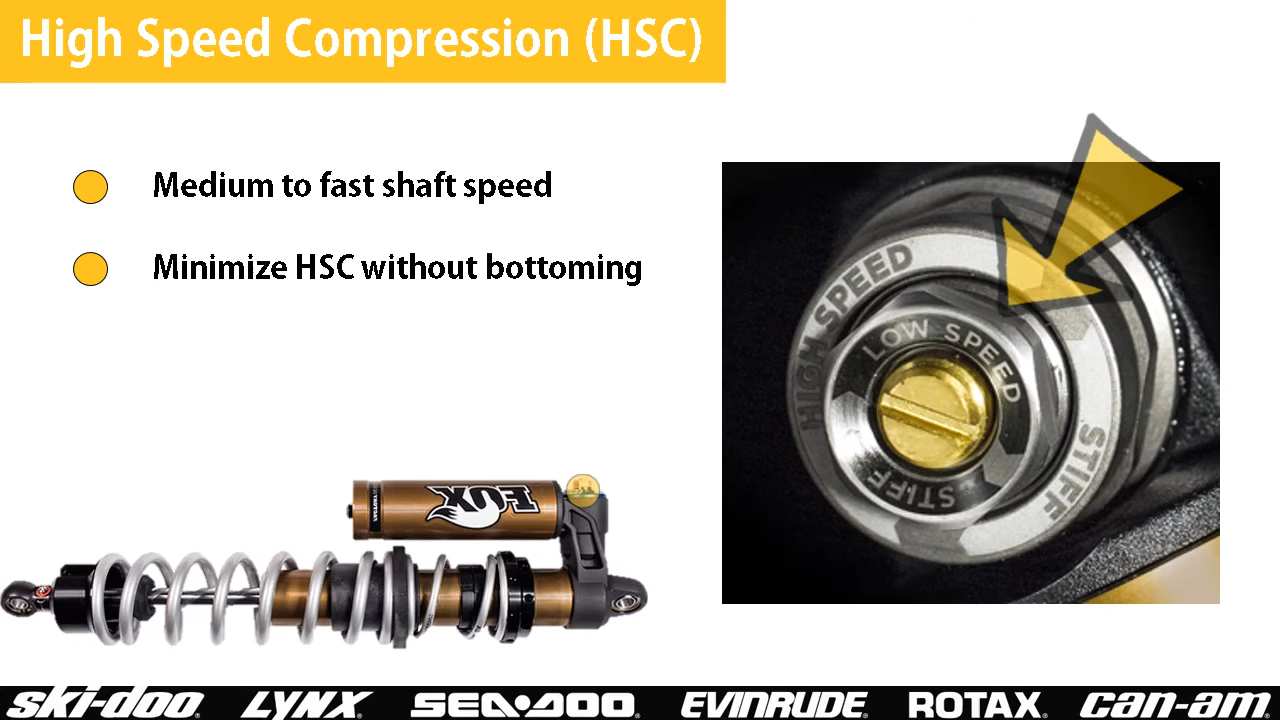 High Speed Compression (HSC)
Medium to fast shaft speed
Minimize HSC without bottoming
HIGH SPEED
LOW SPEED
STIFF
STIFF
FOX
ski-doo.
LYNX.
SEA-DOO.
EVINRUDE.
ROTAX.
can-am.